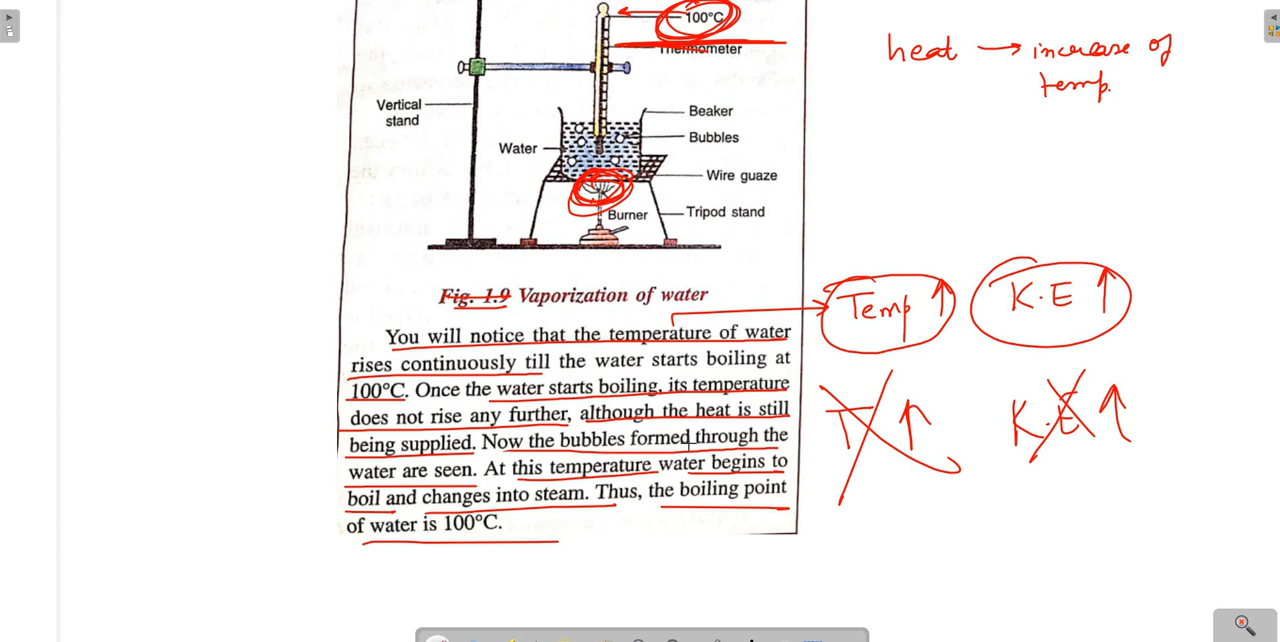 100°C
Thermometer
heat → increase of
temp.
Vertical
stand
Beaker
Bubbles
Water
Wire guaze
Burner
Tripod stand
Fig. 1.9 Vaporization of water
Temp ↑ K.E ↑
You will notice that the temperature of water
rises continuously till the water starts boiling at
100°C. Once the water starts boiling, its temperature
does not rise any further, although the heat is still
being supplied. Now the bubbles formed through the
water are seen. At this temperature water begins to
boil and changes into steam. Thus, the boiling point
of water is 100°C.
T ↑ K.E ↑